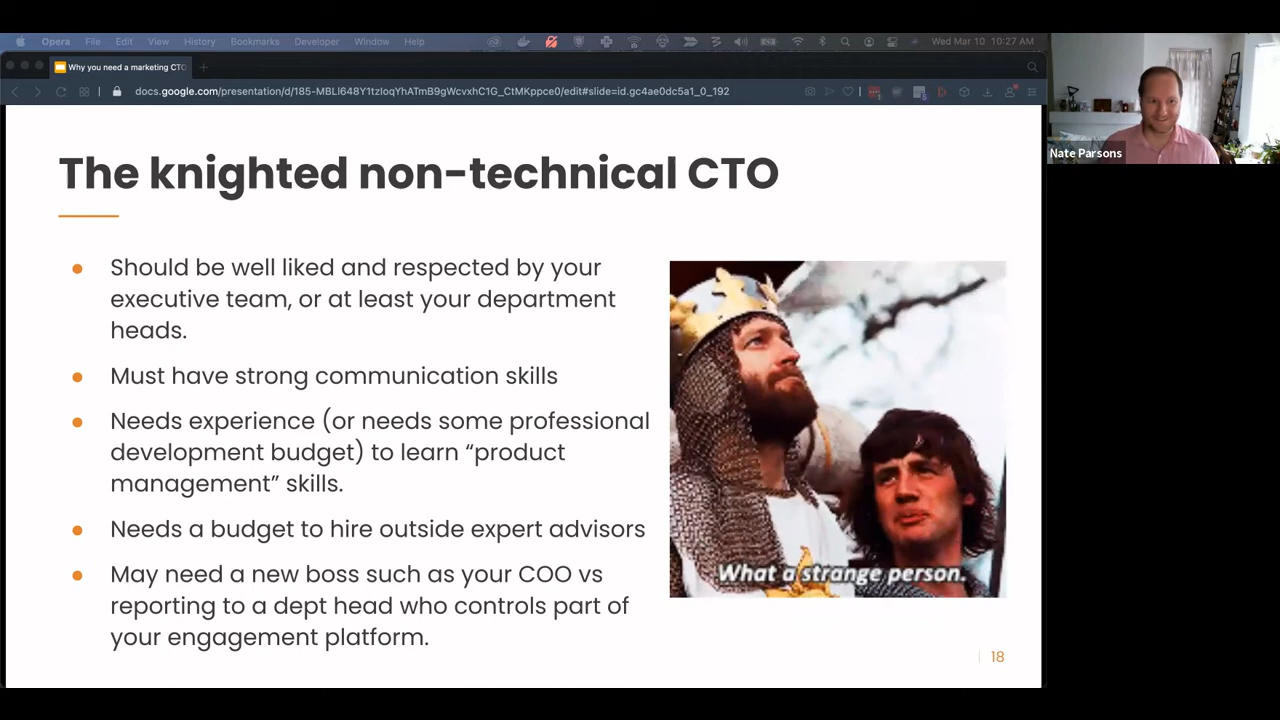 Opera File Edit View History Bookmarks Developer Window Help Wed Mar 10 10:27 AM
Why you need a marketing CTO
docs.google.com/presentation/d/185-MBLl648Y1tzloqYhATmB9gWcvxhC1G_CtMKppce0/edit#slide=id.gc4ae0dc5a1_0_192
Nate Parsons
The knighted non-technical CTO
● Should be well liked and respected by your
executive team, or at least your department
heads.
● Must have strong communication skills
● Needs experience (or needs some professional
development budget) to learn “product
management” skills.
● Needs a budget to hire outside expert advisors
● May need a new boss such as your COO vs
reporting to a dept head who controls part of
your engagement platform.
What a strange person.
18